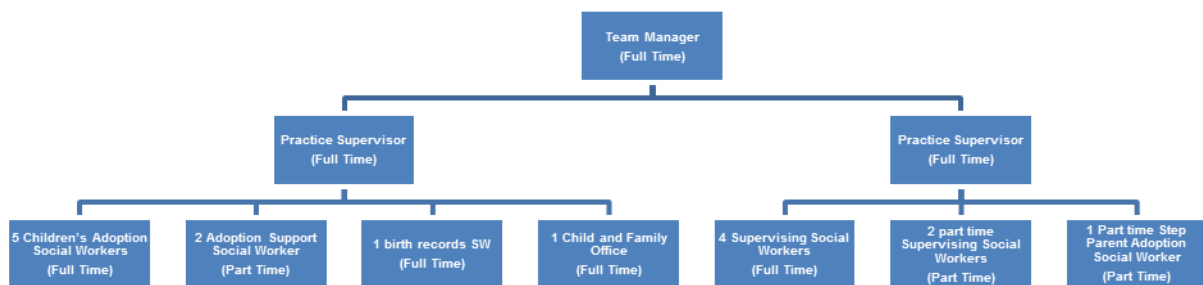 Team Manager
(Full Time)
Practice Supervisor
(Full Time)
Practice Supervisor
(Full Time)
5 Children's Adoption
Social Workers
(Full Time)
2 Adoption Support
Social Worker
(Part Time)
1 birth records SW
(Full Time)
1 Child and Family
Office
(Full Time)
4 Supervising Social
Workers
(Full Time)
2 part time
Supervising Social
Workers
(Part Time)
1 Part time Step
Parent Adoption
Social Worker
(Part Time)